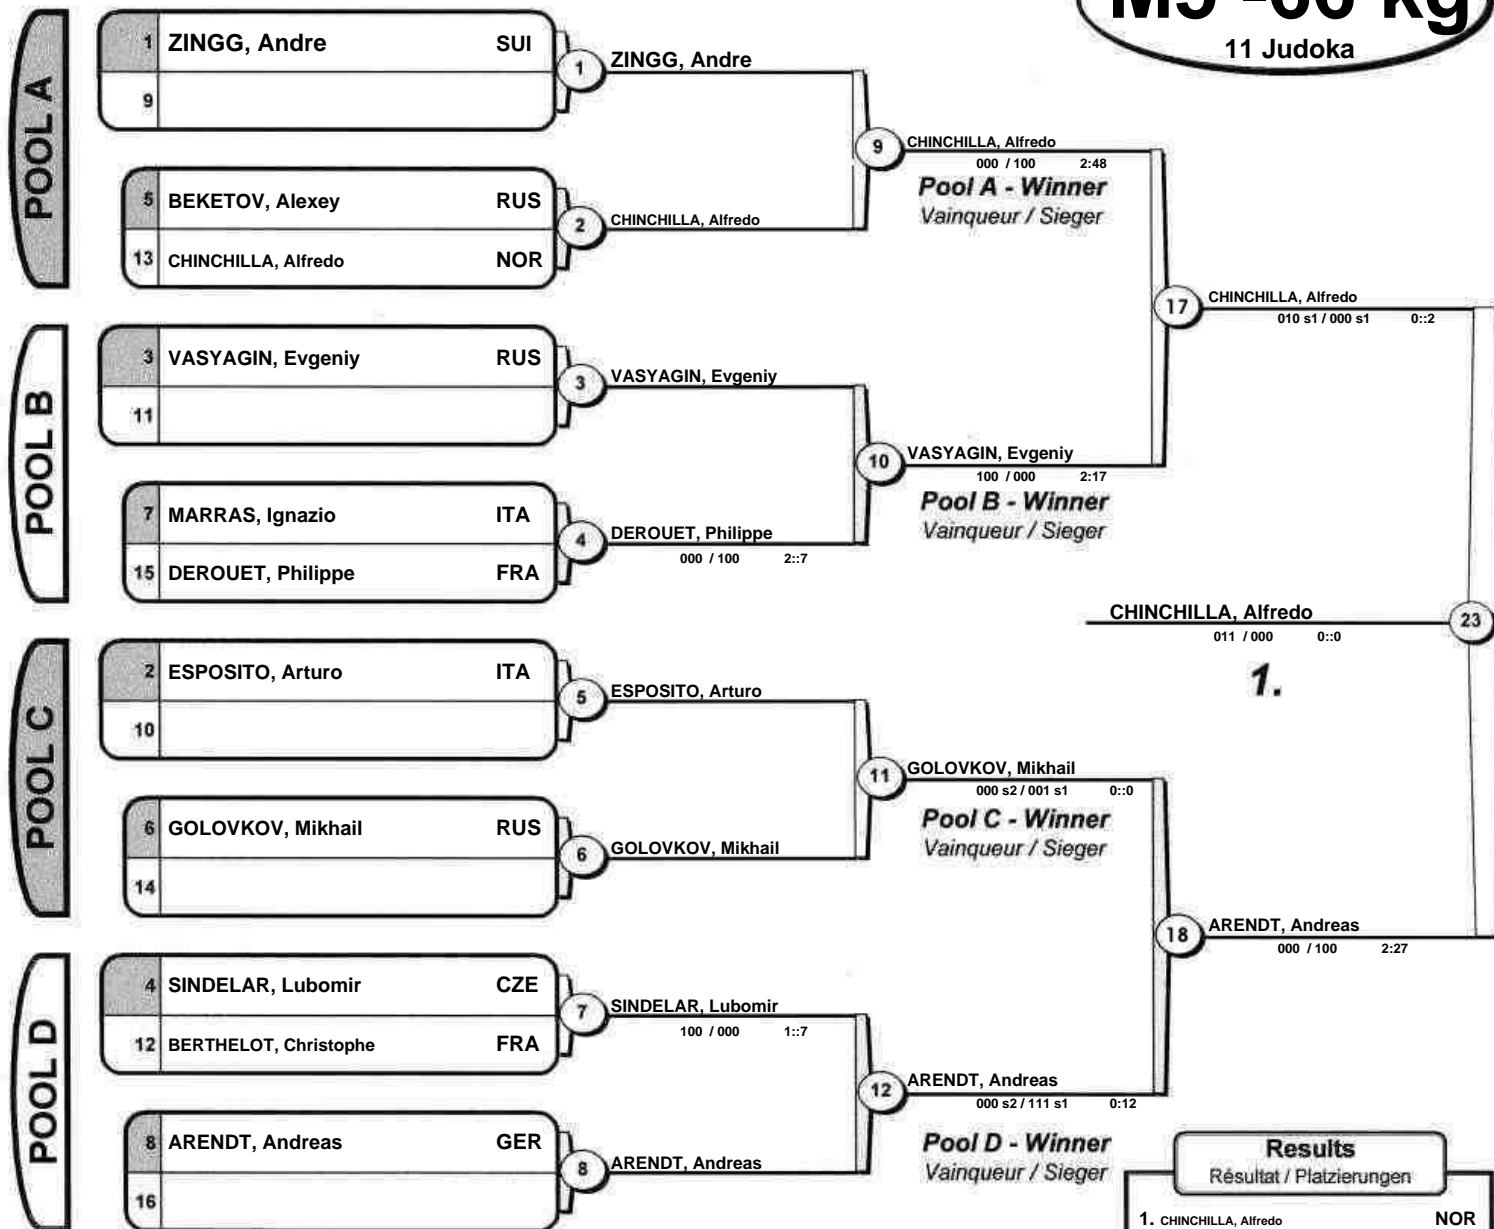 M5 -66 kg
11 Judoka
POOL A
1 ZINGG, Andre SUI
9
5 BEKETOV, Alexey RUS
13 CHINCHILLA, Alfredo NOR
1 ZINGG, Andre
2 CHINCHILLA, Alfredo
9 CHINCHILLA, Alfredo
000 / 100 2:48
Pool A - Winner
Vainqueur / Sieger
POOL B
3 VASYAGIN, Evgeniy RUS
11
7 MARRAS, Ignazio ITA
15 DEROUET, Philippe FRA
3 VASYAGIN, Evgeniy
4 DEROUET, Philippe
000 / 100 2::7
10 VASYAGIN, Evgeniy
100 / 000 2:17
Pool B - Winner
Vainqueur / Sieger
17 CHINCHILLA, Alfredo
010 s1 / 000 s1 0::2
CHINCHILLA, Alfredo 23
011 / 000 0::0
1.
POOL C
2 ESPOSITO, Arturo ITA
10
6 GOLOVKOV, Mikhail RUS
14
5 ESPOSITO, Arturo
6 GOLOVKOV, Mikhail
11 GOLOVKOV, Mikhail
000 s2 / 001 s1 0::0
Pool C - Winner
Vainqueur / Sieger
POOL D
4 SINDELAR, Lubomir CZE
12 BERTHELOT, Christophe FRA
8 ARENDT, Andreas GER
16
7 SINDELAR, Lubomir
100 / 000 1::7
8 ARENDT, Andreas
12 ARENDT, Andreas
000 s2 / 111 s1 0:12
Pool D - Winner
Vainqueur / Sieger
18 ARENDT, Andreas
000 / 100 2:27
Results
Résultat / Platzierungen
1. CHINCHILLA, Alfredo NOR